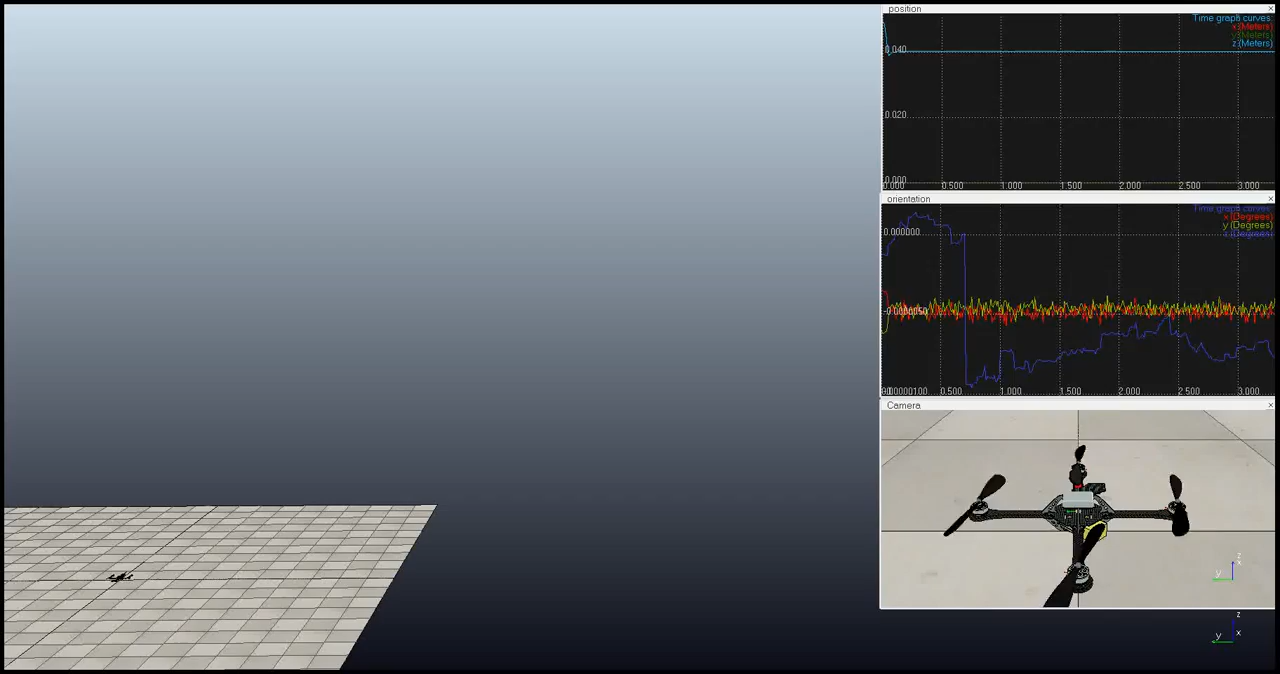 position
Time graph curves:
x (Meters)
y (Meters)
z (Meters)
0.040
0.020
0.000
0.000 0.500 1.000 1.500 2.000 2.500 3.000
orientation
Time graph curves:
x (Degrees)
y (Degrees)
z (Degrees)
0.000000
-0.000050
0.500 1.000 1.500 2.000 2.500 3.000
Camera
z
x
y
z
x
y